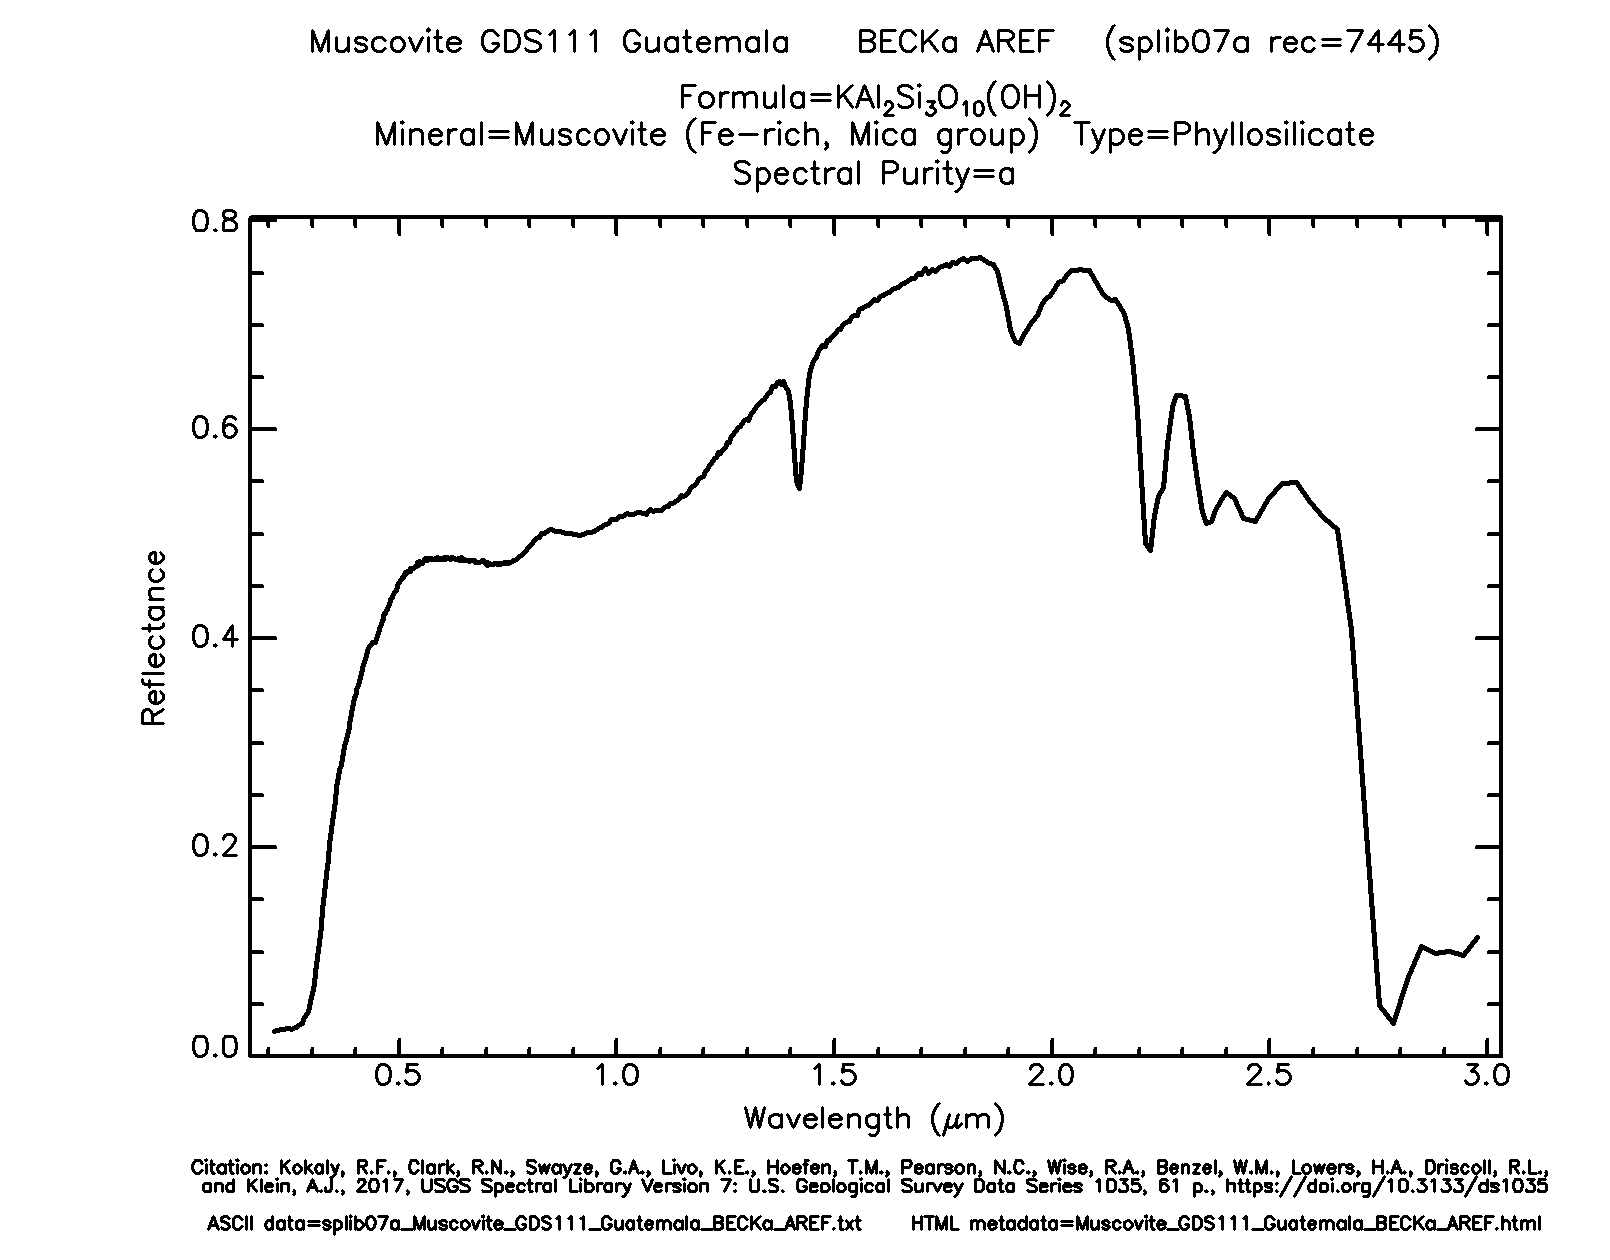 Muscovite GDS111 Guatemala BECKa AREF (splib07a rec=7445)
Formula=KAl2Si3O10(OH)2
Mineral=Muscovite (Fe-rich, Mica group) Type=Phyllosilicate
Spectral Purity=a
0.8
0.6
0.4
0.2
0.0
Reflectance
0.5 1.0 1.5 2.0 2.5 3.0
Wavelength (μm)
Citation: Kokaly, R.F., Clark, R.N., Swayze, G.A., Livo, K.E., Hoefen, T.M., Pearson, N.C., Wise, R.A., Benzel, W.M., Lowers, H.A., Driscoll, R.L.,
and Klein, A.J., 2017, USGS Spectral Library Version 7: U.S. Geological Survey Data Series 1035, 61 p., https://doi.org/10.3133/ds1035
ASCII data=splib07a_Muscovite_GDS111_Guatemala_BECKa_AREF.txt HTML metadata=Muscovite_GDS111_Guatemala_BECKa_AREF.html